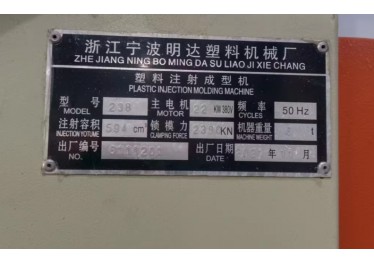 浙江宁波明达塑料机械厂
ZHE JIANG NING BO MING DA SU LIAO JI XIE CHANG
塑料注射成型机
PLASTIC INJECTION MOLDING MACHINE
型号 238 主电机 22 KW 380V 频率 50 Hz
MODEL MOTOR CYCLES
注射容积 cm 锁模力 KN 机器重量 t
INJECTION VOTUME CLAMPING FORCE MACHINE WEIGHT
出厂编号 出厂日期 年 月
NO. DATE